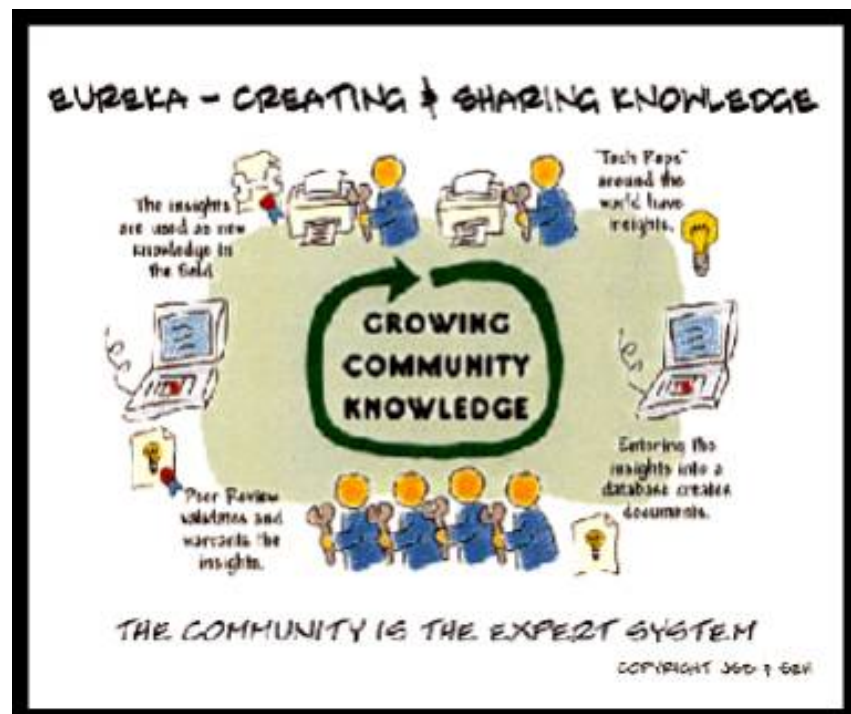 EUREKA - CREATING & SHARING KNOWLEDGE
"Tech Reps"
around the
world have
insights.
The insights
are used as new
knowledge in
the field
GROWING
COMMUNITY
KNOWLEDGE
Entering the
insights into a
database creates
documents.
Peer Review
validates and
warrants the
insights.
THE COMMUNITY IS THE EXPERT SYSTEM
COPYRIGHT JSB &